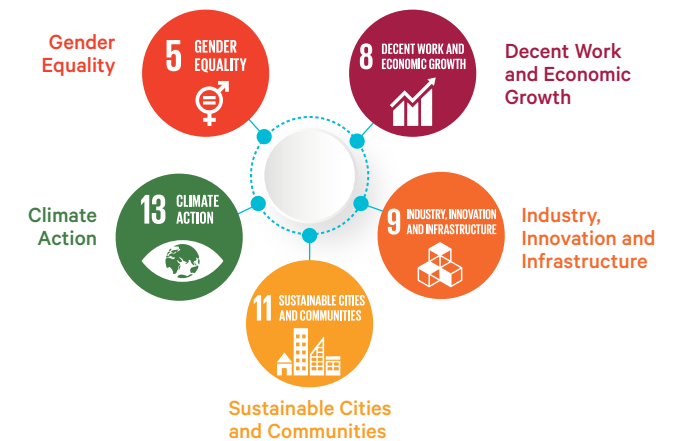 Gender
Equality
5 GENDER
EQUALITY
8 DECENT WORK AND
ECONOMIC GROWTH
Decent Work
and Economic
Growth
Climate
Action
13 CLIMATE
ACTION
9 INDUSTRY, INNOVATION
AND INFRASTRUCTURE
Industry,
Innovation and
Infrastructure
11 SUSTAINABLE CITIES
AND COMMUNITIES
Sustainable Cities
and Communities